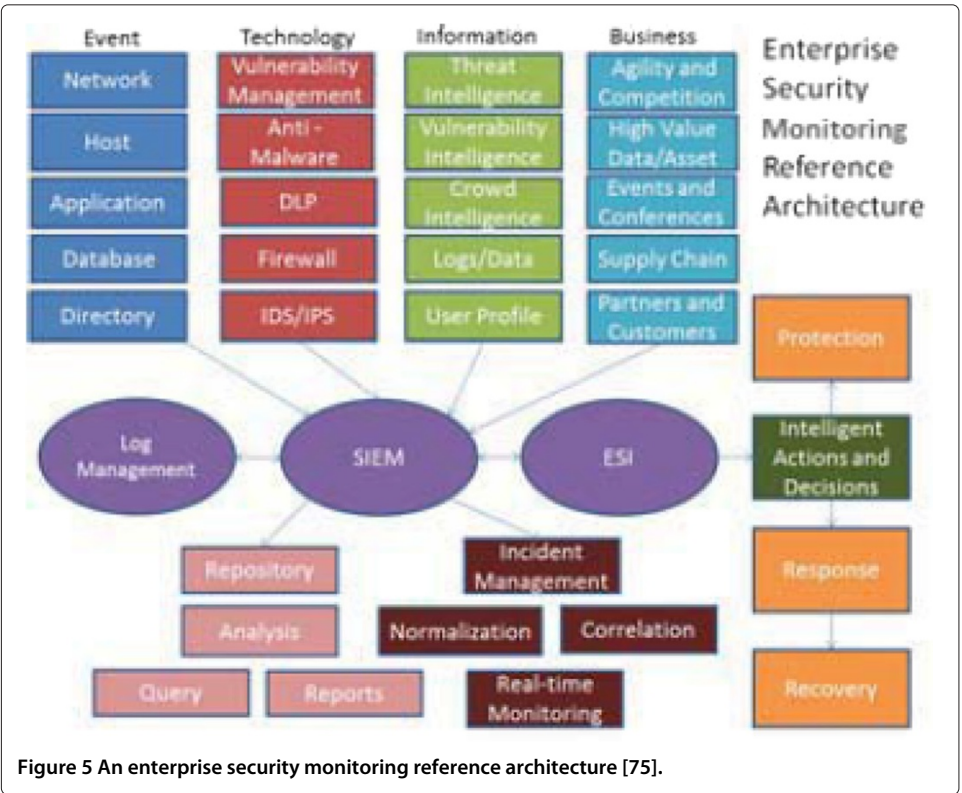 Event
Technology
Information
Business
Enterprise
Security
Monitoring
Reference
Architecture
Network
Host
Application
Database
Directory
Vulnerability
Management
Anti -
Malware
DLP
Firewall
IDS/IPS
Threat
Intelligence
Vulnerability
Intelligence
Crowd
Intelligence
Logs/Data
User Profile
Agility and
Competition
High Value
Data/Asset
Events and
Conferences
Supply Chain
Partners and
Customers
Protection
Log
Management
SIEM
ESI
Intelligent
Actions and
Decisions
Repository
Incident
Management
Response
Analysis
Normalization
Correlation
Query
Reports
Real-time
Monitoring
Recovery
Figure 5 An enterprise security monitoring reference architecture [75].